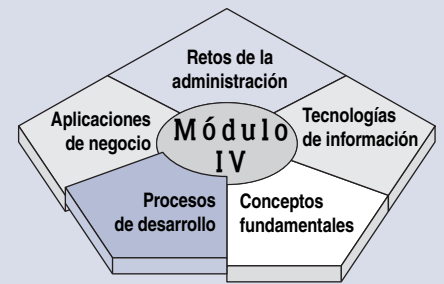 Retos de la
administración
Aplicaciones
de negocio
Módulo
IV
Tecnologías
de información
Procesos
de desarrollo
Conceptos
fundamentales